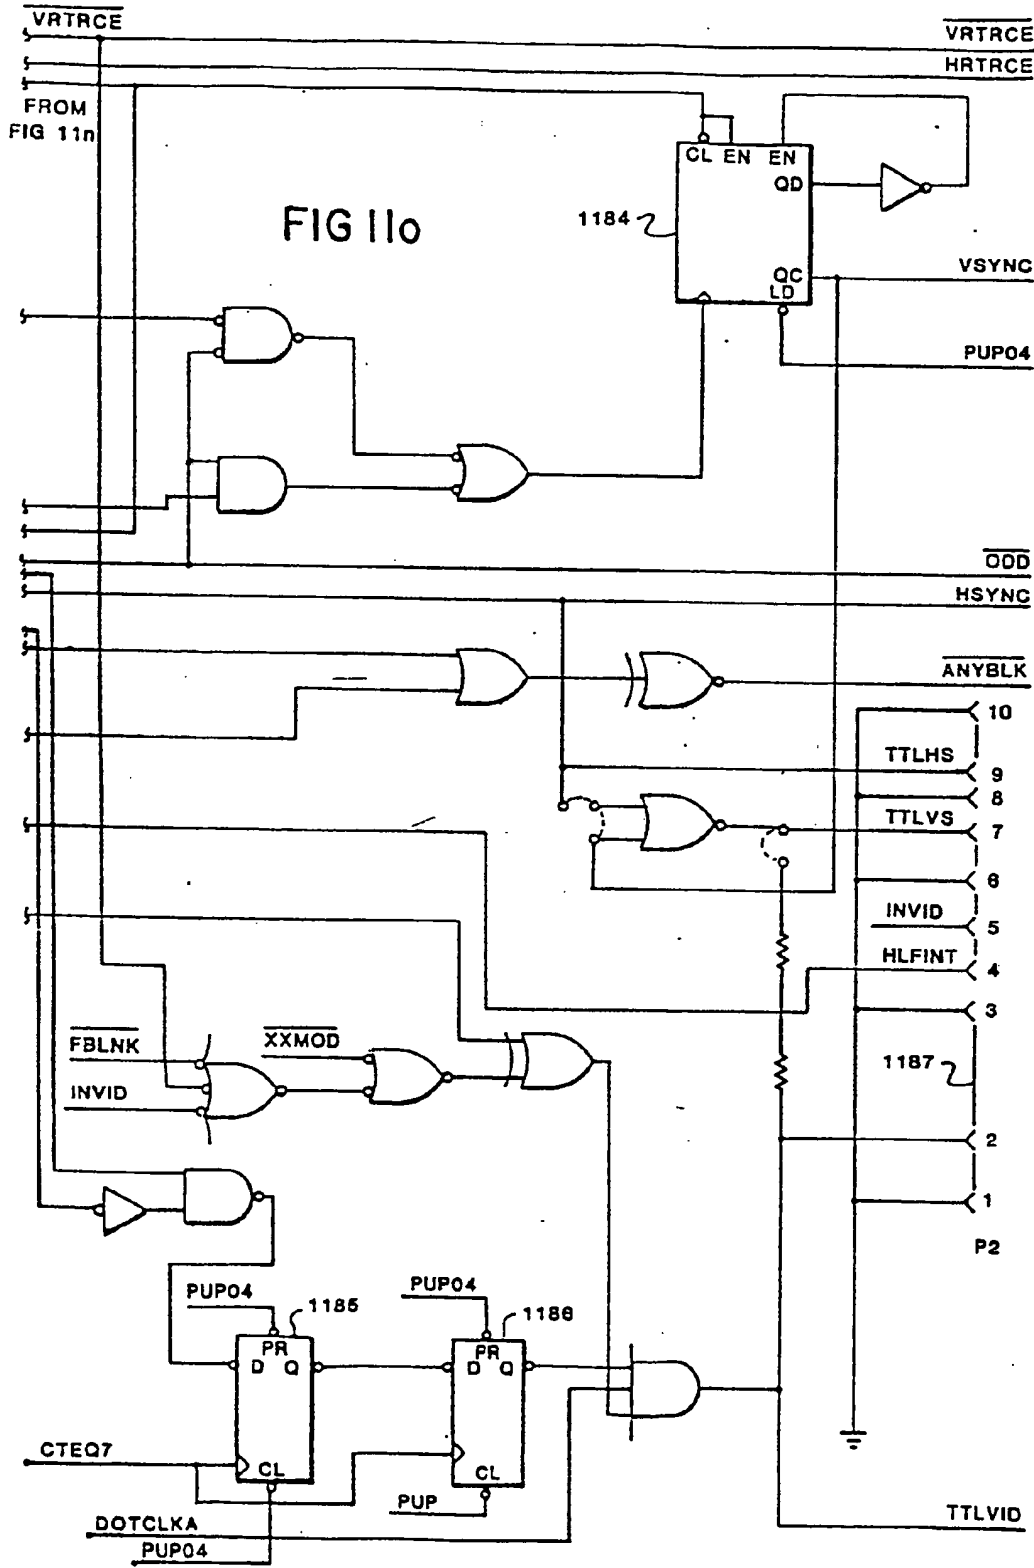 VRTRCE VRTRCE
HRTRCE
FROM
FIG 11n
CL EN EN
QD
FIG 11o
1184
QC VSYNC
LD
PUP04
ODD
HSYNC
ANYBLK
10
TTLHS
9
8
TTLVS 7
6
INVID 5
HLFINT 4
3
FBLNK XXMOD
1187
INVID
2
1
P2
PUP04 1185 PUP04 1186
PR PR
D Q D Q
CTEQ7
CL CL
PUP
DOTCLKA TTLVID
PUP04